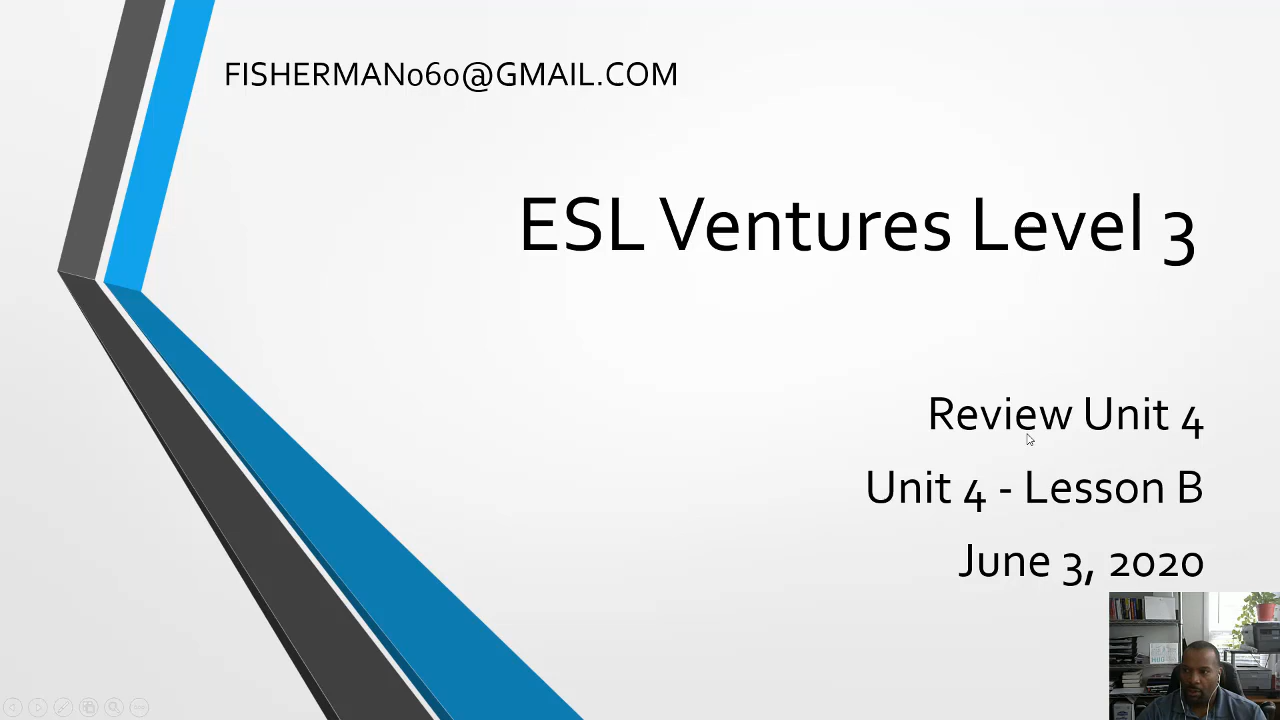 FISHERMAN060@GMAIL.COM
ESL Ventures Level 3
Review Unit 4
Unit 4 - Lesson B
June 3, 2020